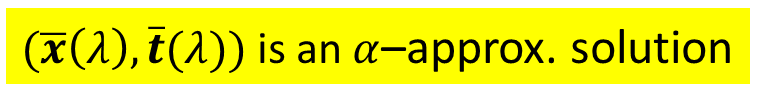 (x̅(λ), t̅(λ)) is an α–approx. solution